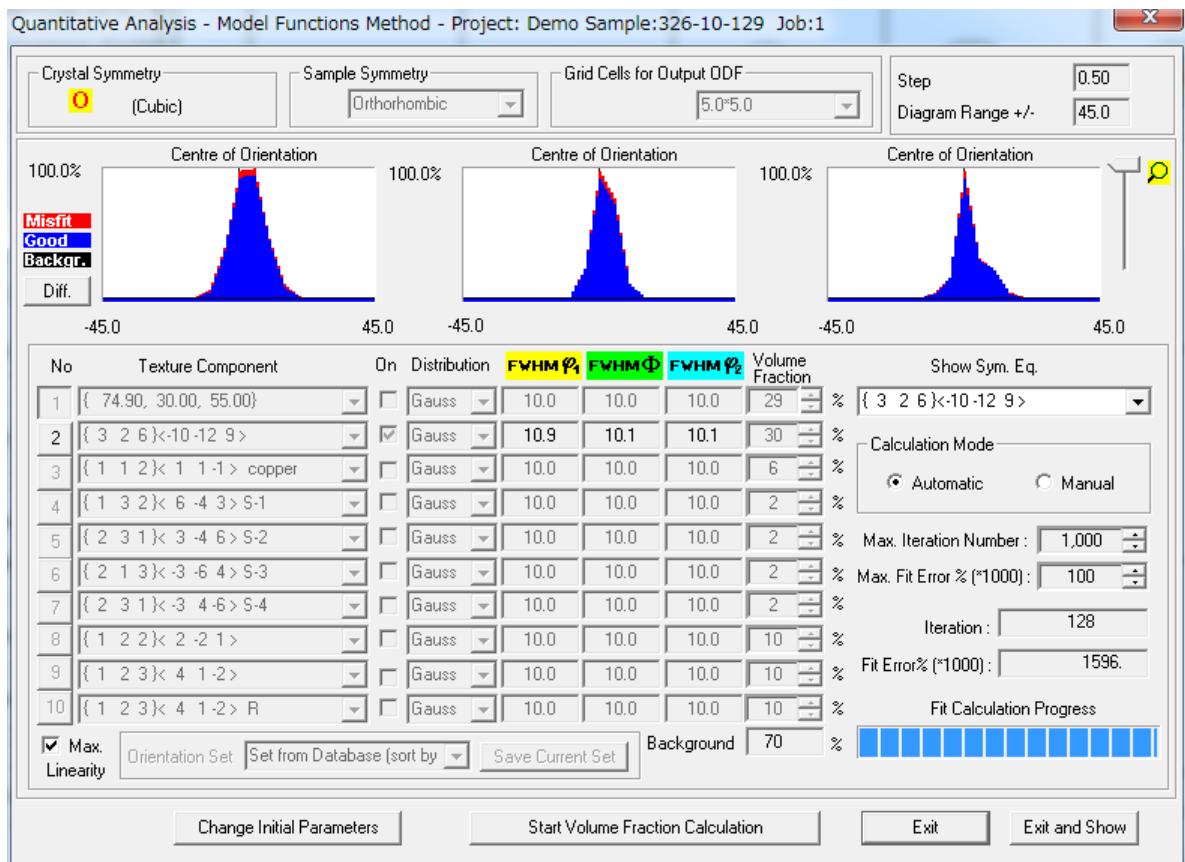 Quantitative Analysis - Model Functions Method - Project: Demo Sample:326-10-129 Job:1
Crystal Symmetry
O (Cubic)
Sample Symmetry
Orthorhombic
Grid Cells for Output ODF
5.0*5.0
Step 0.50
Diagram Range +/- 45.0
Centre of Orientation Centre of Orientation Centre of Orientation
100.0% 100.0% 100.0%
Misfit
Good
Backgr.
Diff.
-45.0 45.0 -45.0 45.0 -45.0 45.0
No Texture Component On Distribution FWHM φ1 FWHM Φ FWHM φ2 Volume Fraction
1 { 74.90, 30.00, 55.00} Gauss 10.0 10.0 10.0 29 %
2 { 3 2 6}<-10 -12 9> Gauss 10.9 10.1 10.1 30 %
3 { 1 1 2}< 1 1 -1> copper Gauss 10.0 10.0 10.0 6 %
4 { 1 3 2}< 6 -4 3> S-1 Gauss 10.0 10.0 10.0 2 %
5 { 2 3 1}< 3 -4 6> S-2 Gauss 10.0 10.0 10.0 2 %
6 { 2 1 3}< -3 -6 4> S-3 Gauss 10.0 10.0 10.0 2 %
7 { 2 3 1}< -3 4 -6> S-4 Gauss 10.0 10.0 10.0 2 %
8 { 1 2 2}< 2 -2 1> Gauss 10.0 10.0 10.0 10 %
9 { 1 2 3}< 4 1 -2> Gauss 10.0 10.0 10.0 10 %
10 { 1 2 3}< 4 1 -2> R Gauss 10.0 10.0 10.0 10 %
Max. Linearity
Orientation Set Set from Database (sort by Save Current Set
Background 70 %
Show Sym. Eq.
{ 3 2 6}<-10 -12 9>
Calculation Mode
Automatic Manual
Max. Iteration Number : 1,000
Max. Fit Error % (*1000) : 100
Iteration : 128
Fit Error% (*1000) : 1596.
Fit Calculation Progress
Change Initial Parameters Start Volume Fraction Calculation Exit Exit and Show